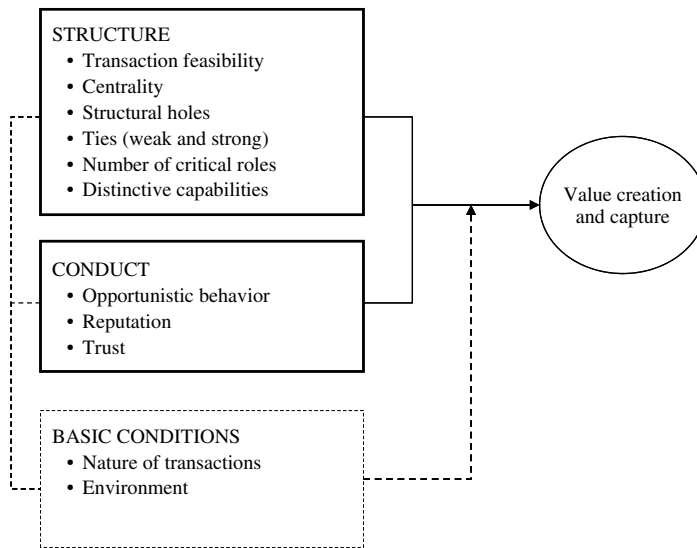 STRUCTURE
• Transaction feasibility
• Centrality
• Structural holes
• Ties (weak and strong)
• Number of critical roles
• Distinctive capabilities
Value creation
and capture
CONDUCT
• Opportunistic behavior
• Reputation
• Trust
BASIC CONDITIONS
• Nature of transactions
• Environment